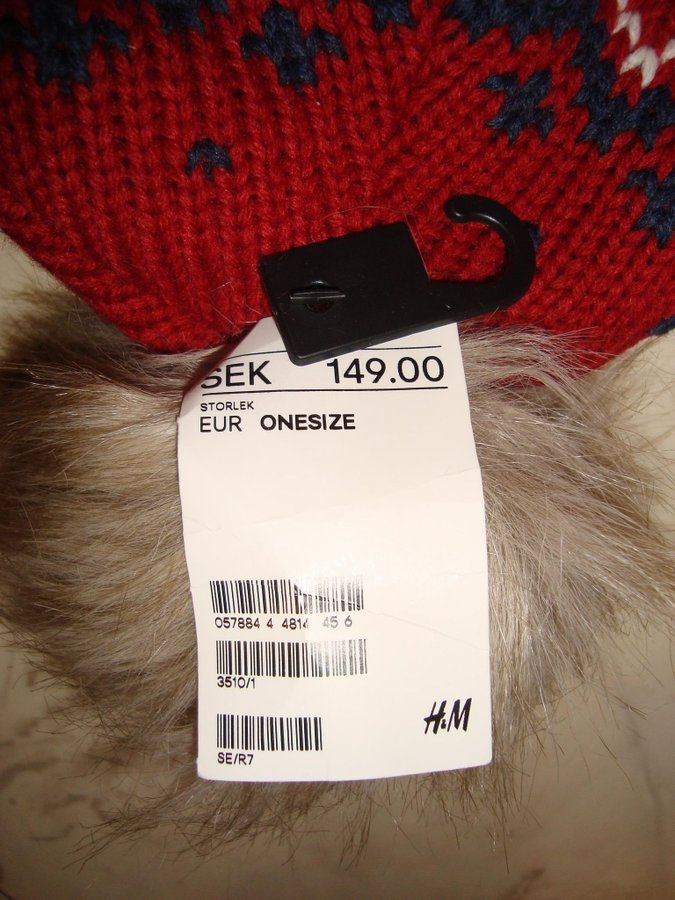 SEK 149.00
STORLEK
EUR ONESIZE
057884 4 4814 45 6
3510/1
H&M
SE/R7